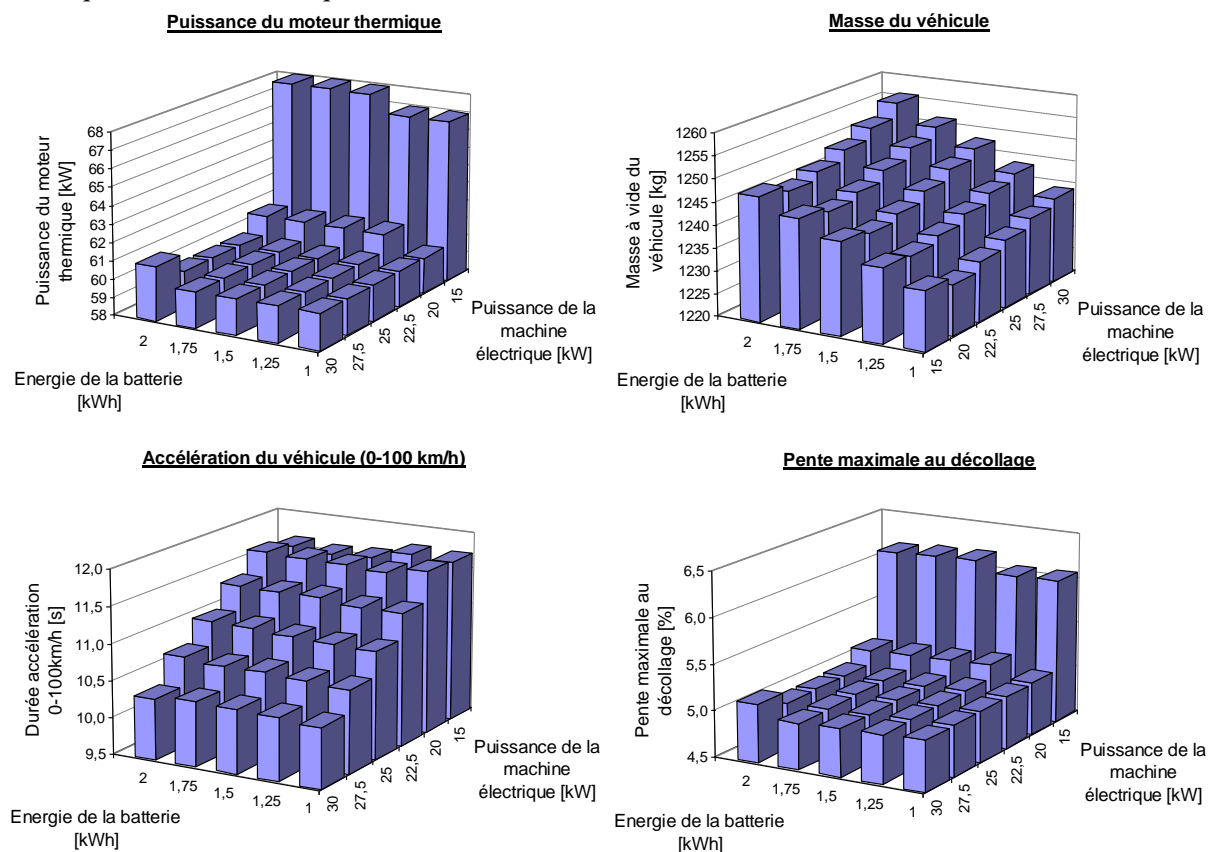 Puissance du moteur thermique
Puissance du moteur
thermique [kW]
68
67
66
65
64
63
62
61
60
59
58
2
1,75
1,5
1,25
1
30
27,5
25
22,5
20
15
Puissance de la
machine
électrique [kW]
Energie de la batterie
[kWh]
Masse du véhicule
Masse à vide du
véhicule [kg]
1260
1255
1250
1245
1240
1235
1230
1225
1220
2
1,75
1,5
1,25
1
15
20
22,5
25
27,5
30
Puissance de la
machine
électrique [kW]
Energie de la batterie
[kWh]
Accélération du véhicule (0-100 km/h)
Durée accélération
0-100km/h [s]
12,0
11,5
11,0
10,5
10,0
9,5
2
1,75
1,5
1,25
1
30
27,5
25
22,5
20
15
Puissance de la
machine
électrique [kW]
Energie de la batterie
[kWh]
Pente maximale au décollage
Pente maximale au
décollage [%]
6,5
6,0
5,5
5,0
4,5
2
1,75
1,5
1,25
1
30
27,5
25
22,5
20
15
Puissance de la
machine
électrique [kW]
Energie de la batterie
[kWh]